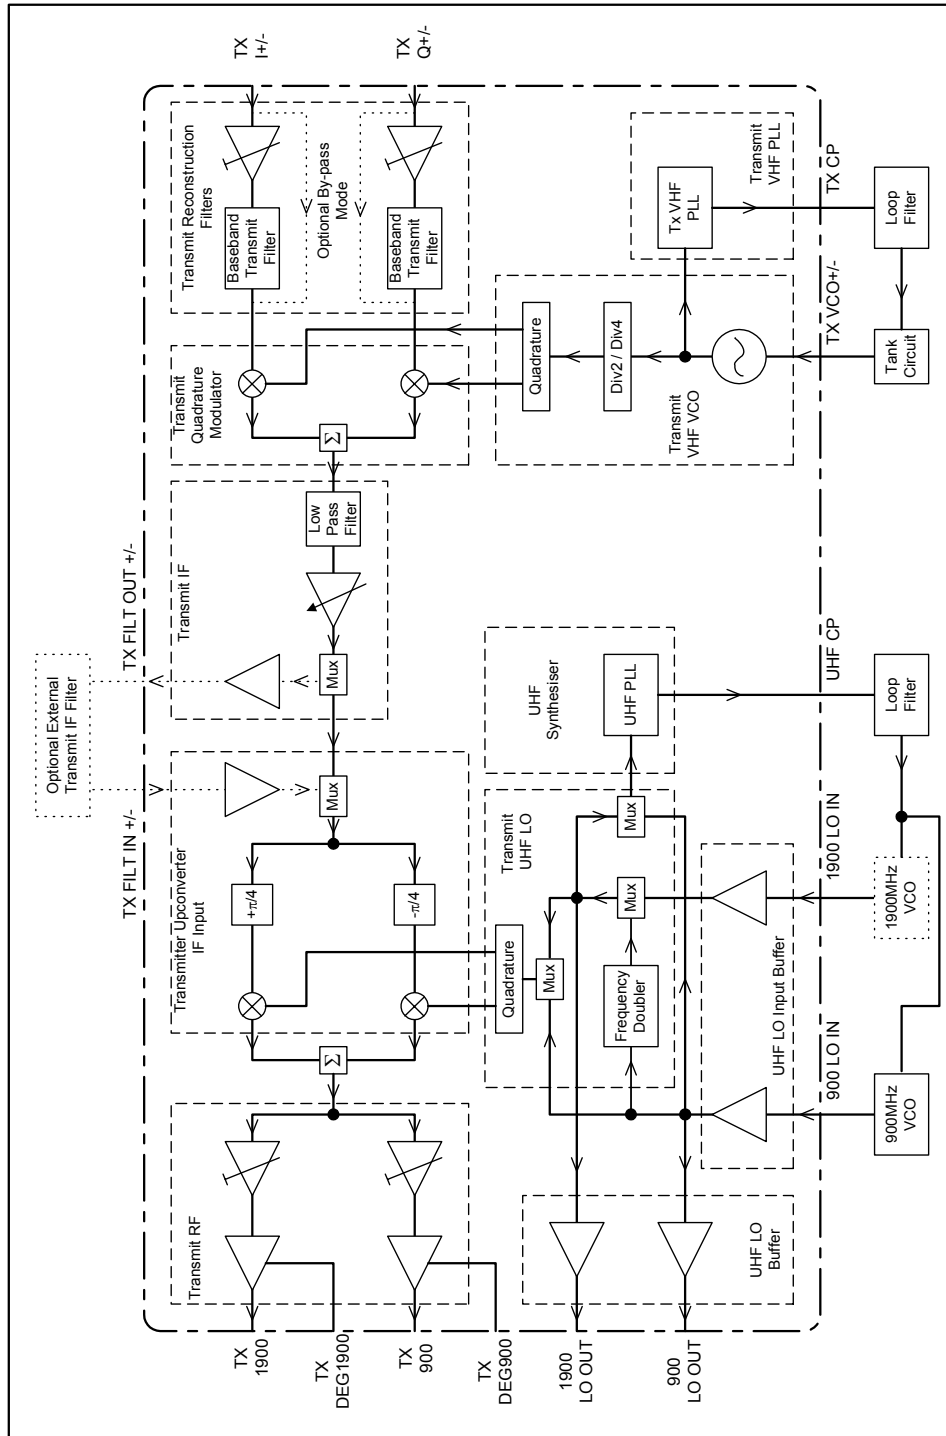 TX
I+/-
TX
Q+/-
Transmit Reconstruction
Filters
Baseband
Transmit
Filter
Optional By-pass
Mode
Baseband
Transmit
Filter
Transmit
VHF PLL
Tx VHF
PLL
TX CP
Loop
Filter
TX VCO+/-
Tank
Circuit
Quadrature
Div2 / Div4
Transmit
VHF VCO
Transmit
Quadrature
Modulator
Σ
Low
Pass
Filter
Transmit IF
Mux
TX FILT OUT +/-
Optional External
Transmit IF Filter
TX FILT IN +/-
Mux
Transmitter Upconverter
IF Input
+π/4
-π/4
Σ
UHF
Synthesiser
UHF PLL
UHF CP
Loop
Filter
Transmit
UHF LO
Mux
Mux
Mux
Quadrature
Frequency
Doubler
UHF LO Input Buffer
1900 LO IN
1900MHz
VCO
900 LO IN
900MHz
VCO
Transmit RF
UHF LO
Buffer
TX
1900
TX
DEG1900
TX
900
TX
DEG900
1900
LO OUT
900
LO OUT